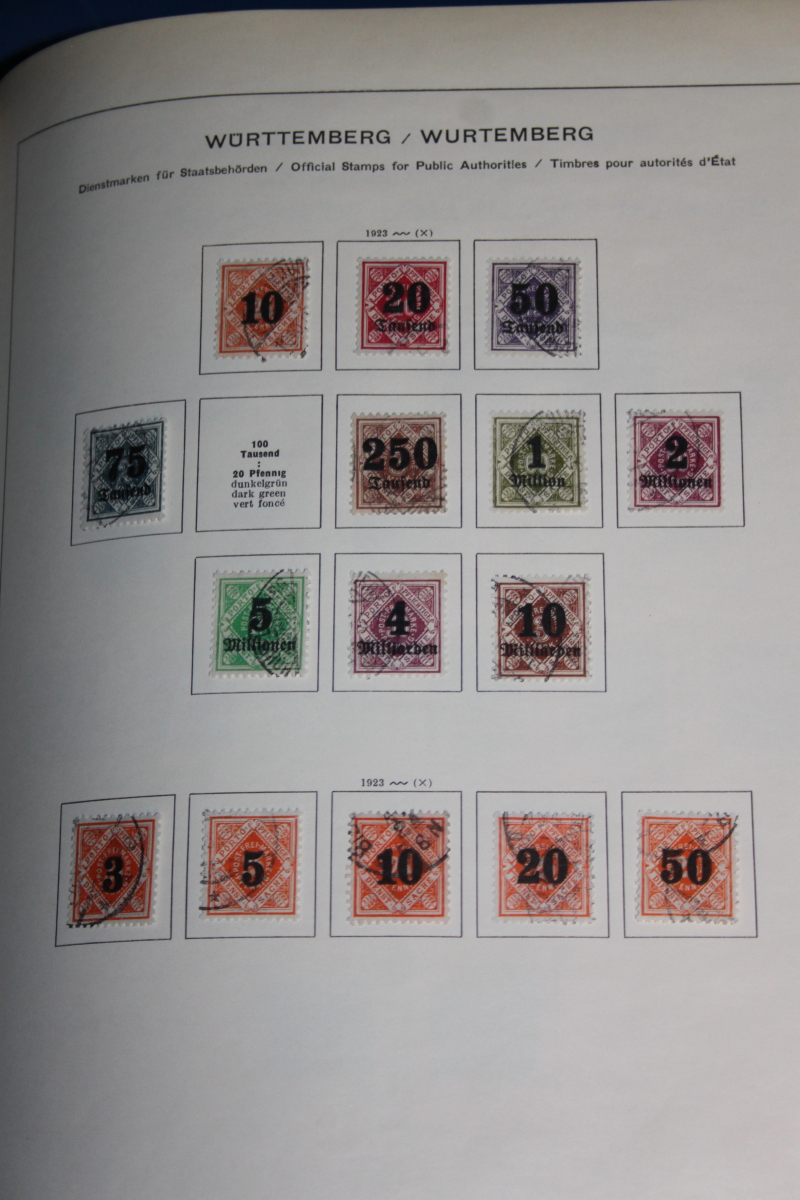 WÜRTTEMBERG / WURTEMBERG
Dienstmarken für Staatsbehörden / Official Stamps for Public Authorities / Timbres pour autorités d'État
1923 (X)
10
20
Tausend
50
Tausend
75
Tausend
100
Tausend
:
20 Pfennig
dunkelgrün
dark green
vert foncé
250
Tausend
1
Million
2
Millionen
5
Millionen
4
Milliarden
10
Milliarden
1923 (X)
3
5
10
20
50